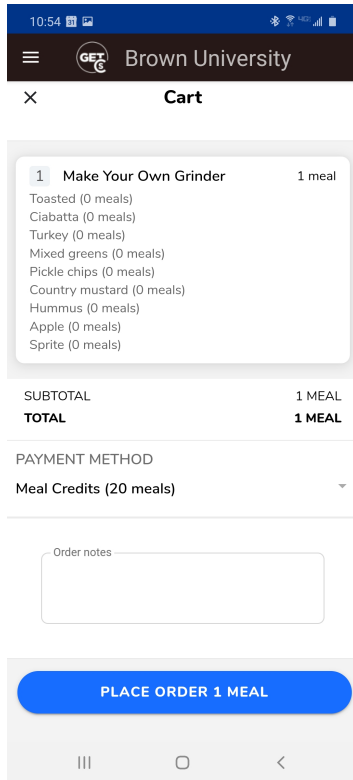 10:54 31
GET
Brown University
Cart
1 Make Your Own Grinder 1 meal
Toasted (0 meals)
Ciabatta (0 meals)
Turkey (0 meals)
Mixed greens (0 meals)
Pickle chips (0 meals)
Country mustard (0 meals)
Hummus (0 meals)
Apple (0 meals)
Sprite (0 meals)
SUBTOTAL 1 MEAL
TOTAL 1 MEAL
PAYMENT METHOD
Meal Credits (20 meals)
Order notes
PLACE ORDER 1 MEAL